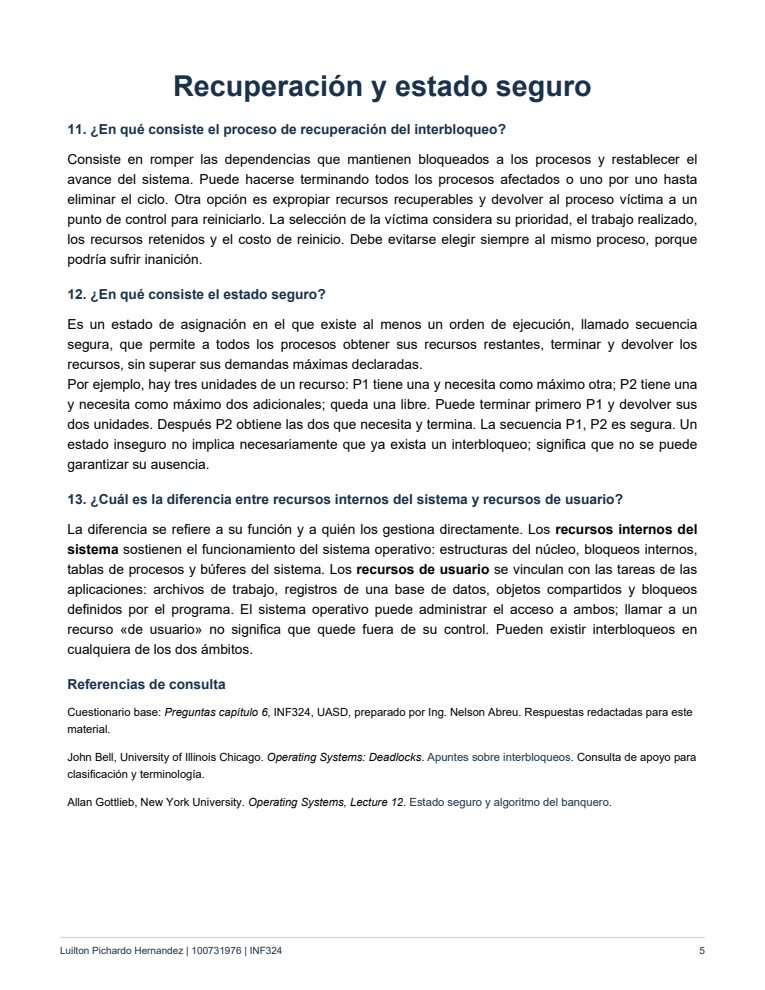 Recuperación y estado seguro
11. ¿En qué consiste el proceso de recuperación del interbloqueo?
Consiste en romper las dependencias que mantienen bloqueados a los procesos y restablecer el
avance del sistema. Puede hacerse terminando todos los procesos afectados o uno por uno hasta
eliminar el ciclo. Otra opción es expropiar recursos recuperables y devolver al proceso víctima a un
punto de control para reiniciarlo. La selección de la víctima considera su prioridad, el trabajo realizado,
los recursos retenidos y el costo de reinicio. Debe evitarse elegir siempre al mismo proceso, porque
podría sufrir inanición.
12. ¿En qué consiste el estado seguro?
Es un estado de asignación en el que existe al menos un orden de ejecución, llamado secuencia
segura, que permite a todos los procesos obtener sus recursos restantes, terminar y devolver los
recursos, sin superar sus demandas máximas declaradas.
Por ejemplo, hay tres unidades de un recurso: P1 tiene una y necesita como máximo otra; P2 tiene una
y necesita como máximo dos adicionales; queda una libre. Puede terminar primero P1 y devolver sus
dos unidades. Después P2 obtiene las dos que necesita y termina. La secuencia P1, P2 es segura. Un
estado inseguro no implica necesariamente que ya exista un interbloqueo; significa que no se puede
garantizar su ausencia.
13. ¿Cuál es la diferencia entre recursos internos del sistema y recursos de usuario?
La diferencia se refiere a su función y a quién los gestiona directamente. Los recursos internos del
sistema sostienen el funcionamiento del sistema operativo: estructuras del núcleo, bloqueos internos,
tablas de procesos y búferes del sistema. Los recursos de usuario se vinculan con las tareas de las
aplicaciones: archivos de trabajo, registros de una base de datos, objetos compartidos y bloqueos
definidos por el programa. El sistema operativo puede administrar el acceso a ambos; llamar a un
recurso «de usuario» no significa que quede fuera de su control. Pueden existir interbloqueos en
cualquiera de los dos ámbitos.
Referencias de consulta
Cuestionario base: Preguntas capítulo 6, INF324, UASD, preparado por Ing. Nelson Abreu. Respuestas redactadas para este
material.
John Bell, University of Illinois Chicago. Operating Systems: Deadlocks. Apuntes sobre interbloqueos. Consulta de apoyo para
clasificación y terminología.
Allan Gottlieb, New York University. Operating Systems, Lecture 12. Estado seguro y algoritmo del banquero.
Luilton Pichardo Hernandez | 100731976 | INF324
5